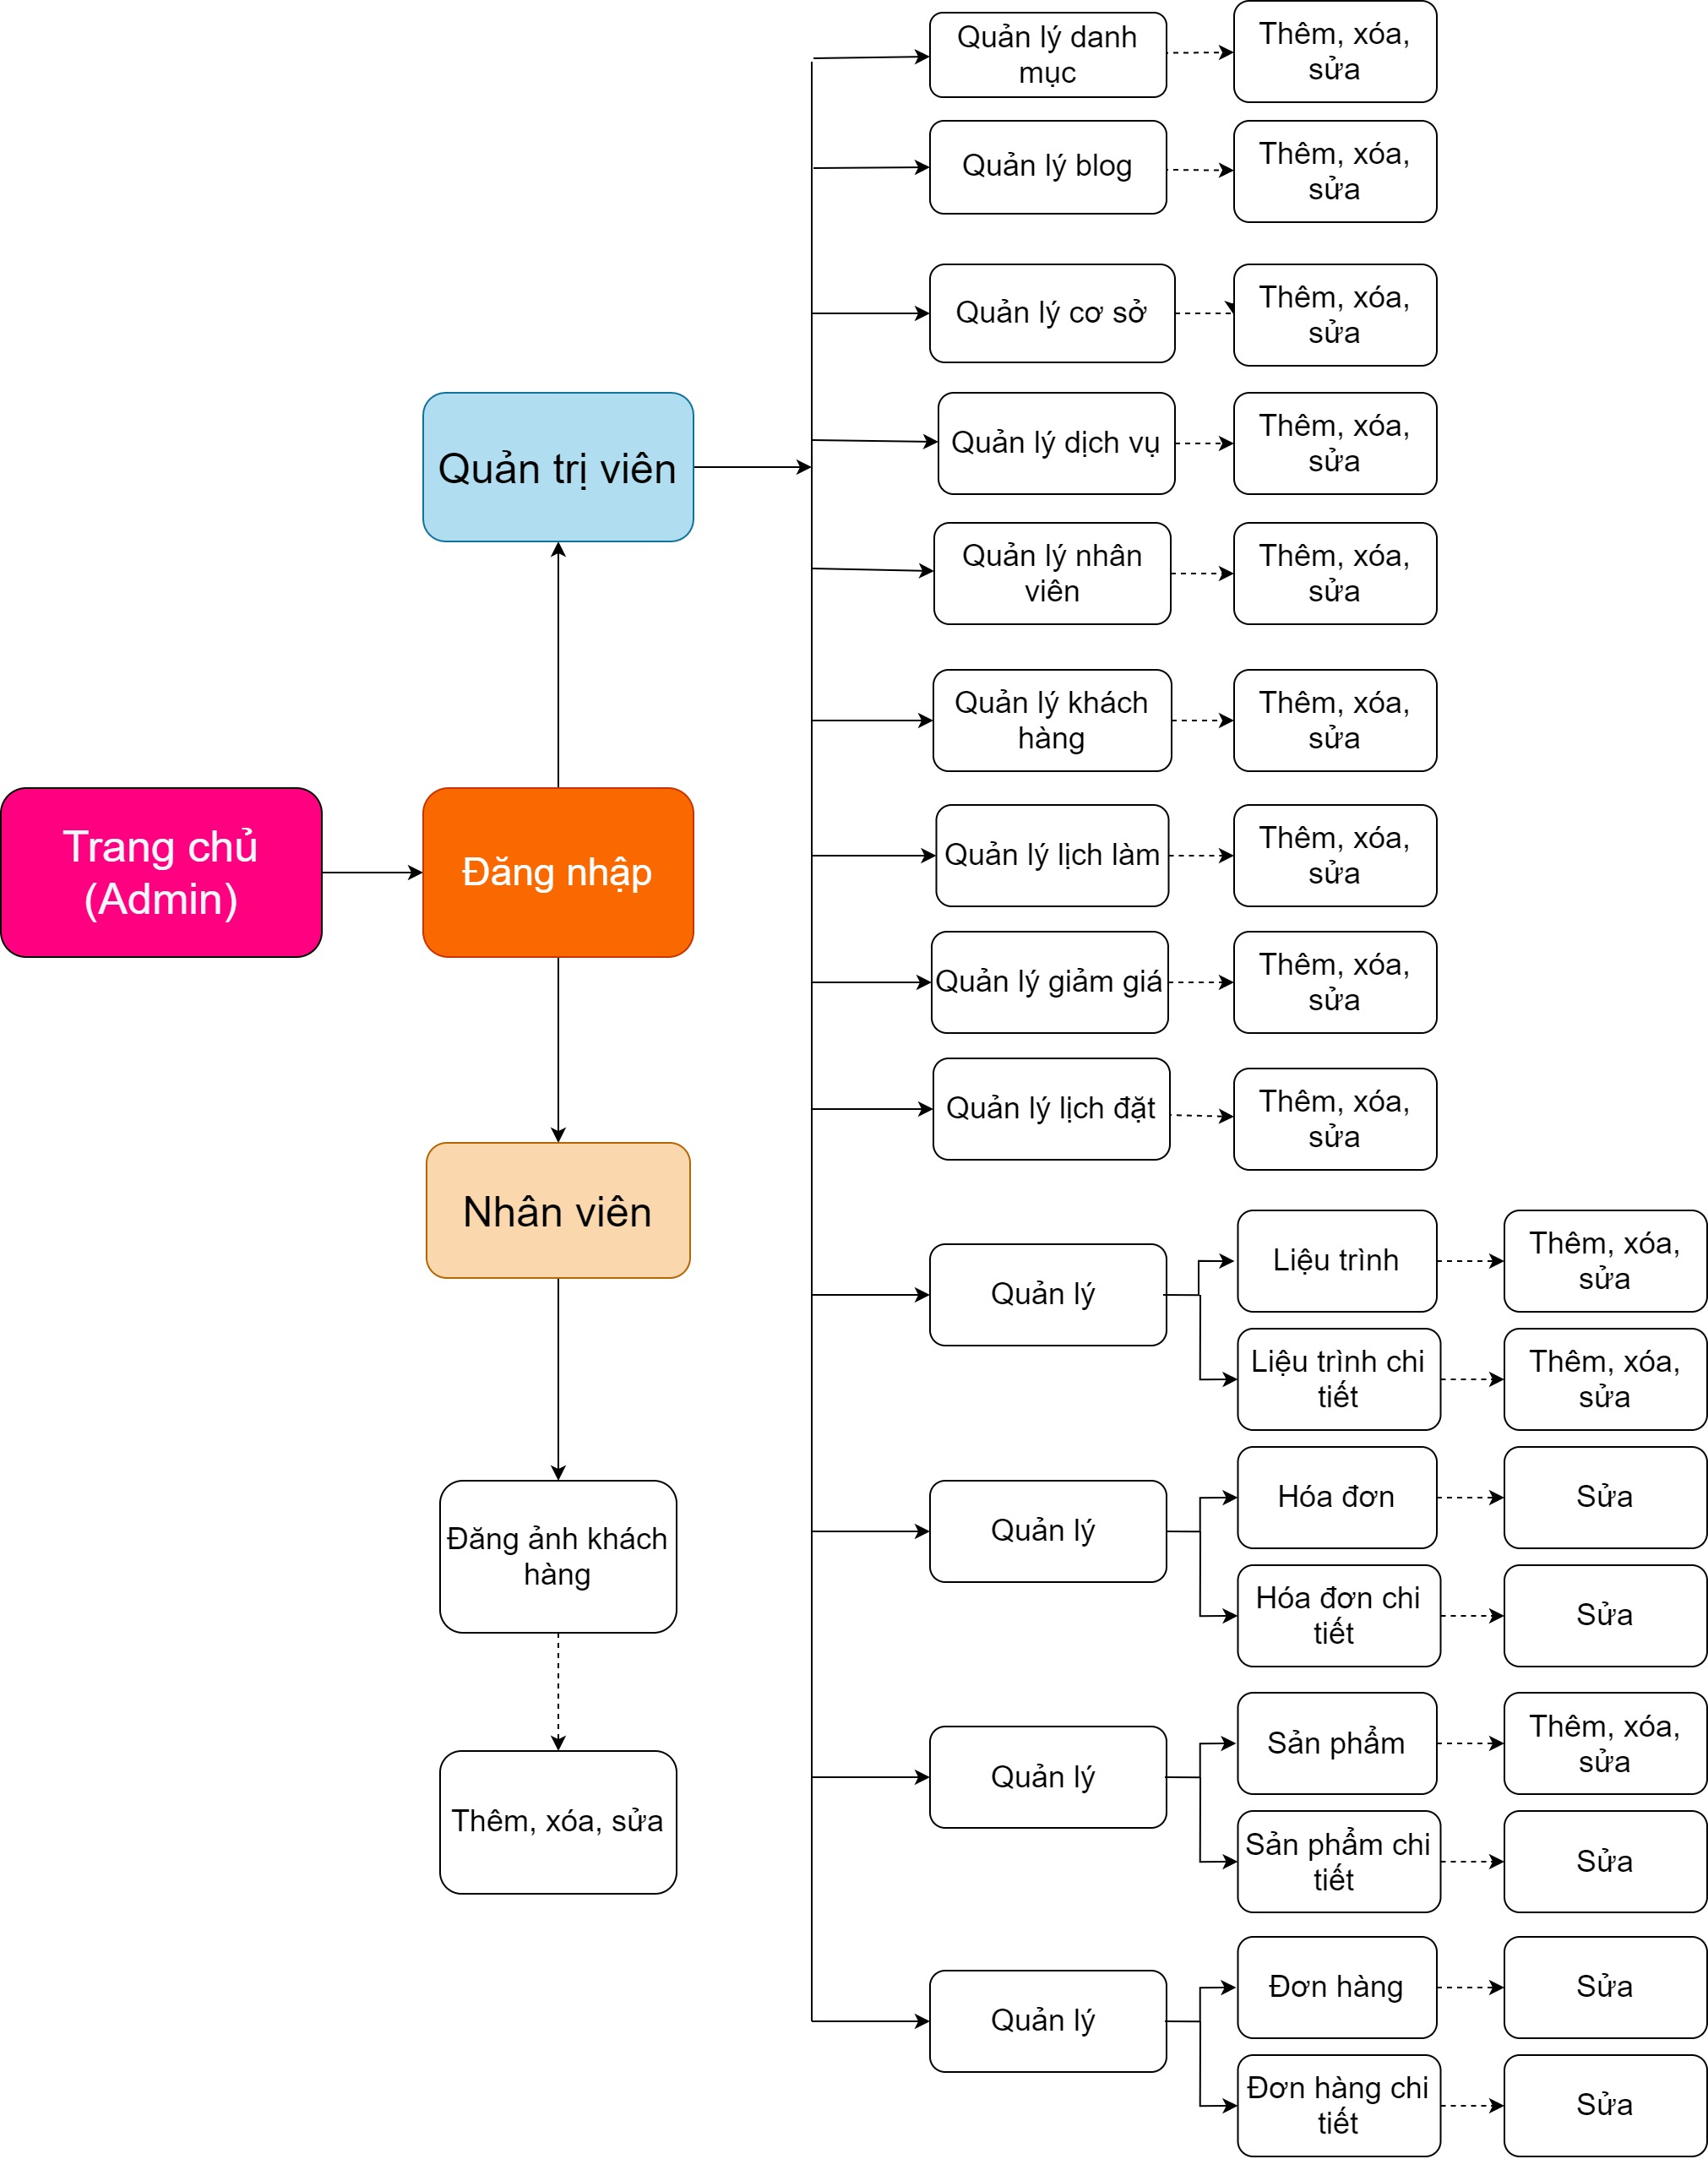 Quản lý danh
mục
Thêm, xóa,
sửa
Quản lý blog
Thêm, xóa,
sửa
Quản lý cơ sở
Thêm, xóa,
sửa
Quản trị viên
Quản lý dịch vụ
Thêm, xóa,
sửa
Quản lý nhân
viên
Thêm, xóa,
sửa
Quản lý khách
hàng
Thêm, xóa,
sửa
Trang chủ
(Admin)
Đăng nhập
Quản lý lịch làm
Thêm, xóa,
sửa
Quản lý giảm giá
Thêm, xóa,
sửa
Quản lý lịch đặt
Thêm, xóa,
sửa
Nhân viên
Quản lý
Liệu trình
Thêm, xóa,
sửa
Liệu trình chi
tiết
Thêm, xóa,
sửa
Đăng ảnh khách
hàng
Quản lý
Hóa đơn
Sửa
Hóa đơn chi
tiết
Sửa
Thêm, xóa, sửa
Quản lý
Sản phẩm
Thêm, xóa,
sửa
Sản phẩm chi
tiết
Sửa
Quản lý
Đơn hàng
Sửa
Đơn hàng chi
tiết
Sửa